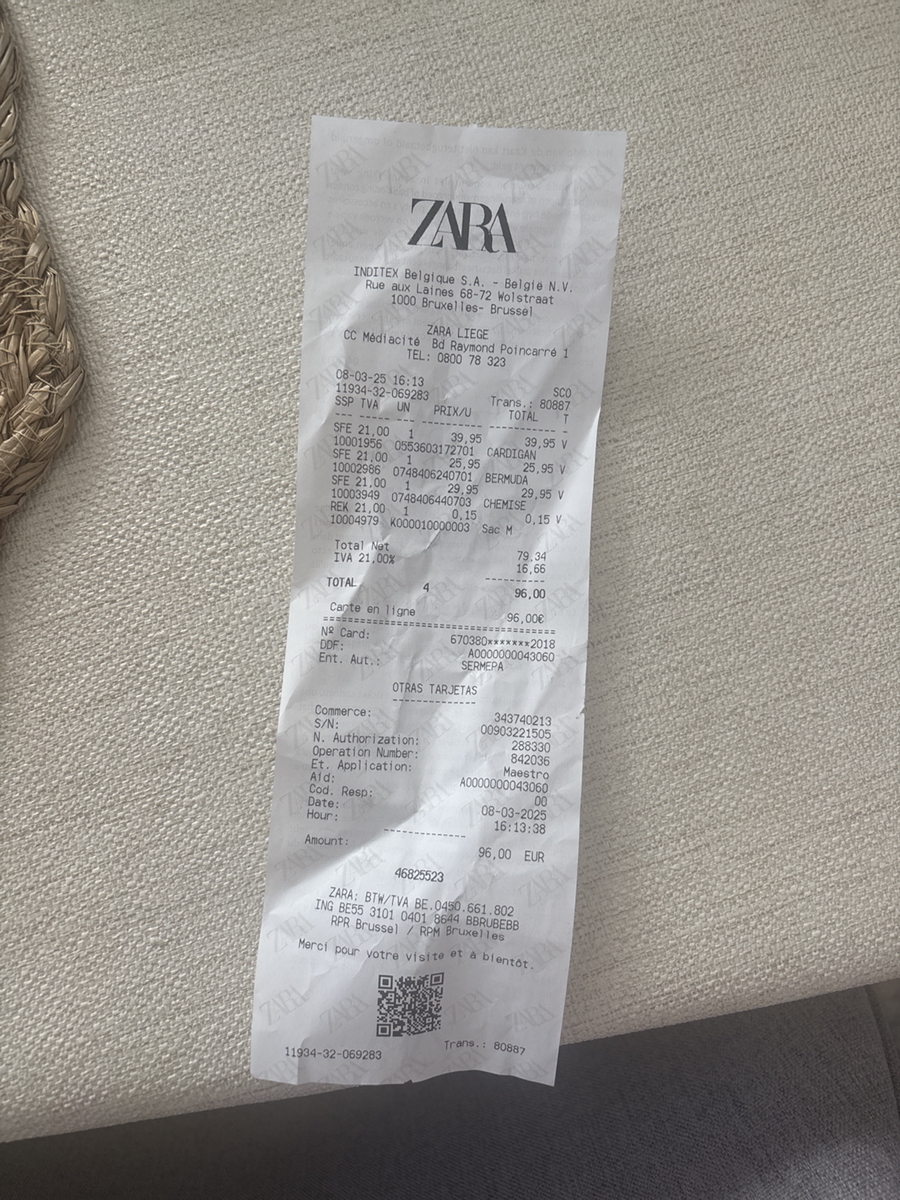 ZARA
INDITEX Belgique S.A. - België N.V.
Rue aux Laines 68-72 Wolstraat
1000 Bruxelles- Brussel
ZARA LIEGE
CC Médiacité Bd Raymond Poincarré 1
TEL: 0800 78 323
08-03-25 16:13 SCO
11934-32-069283 Trans.: 80887
SSP TVA UN PRIX/U TOTAL T
SFE 21,00 1 39,95 39,95 V
10001956 0553603172701 CARDIGAN
SFE 21,00 1 25,95 25,95 V
10002986 0748406240701 BERMUDA
SFE 21,00 1 29,95 29,95 V
10003949 0748406440703 CHEMISE
REK 21,00 1 0,15 0,15 V
10004979 K000010000003 Sac M
Total Net 79,34
IVA 21,00% 16,66
TOTAL 4 96,00
Carte en ligne 96,00€
Nº Card: 670380*******2018
DDF: A0000000043060
Ent. Aut.: SERMEPA
OTRAS TARJETAS
Commerce: 343740213
S/N: 00903221505
N. Authorization: 288330
Operation Number: 842036
Et. Application: Maestro
Aid: A0000000043060
Cod. Resp: 00
Date: 08-03-2025
Hour: 16:13:38
Amount: 96,00 EUR
46825523
ZARA: BTW/TVA BE.0450.661.802
ING BE55 3101 0401 8644 BBRUBEBB
RPR Brussel / RPM Bruxelles
Merci pour votre visite et à bientôt.
11934-32-069283 Trans.: 80887